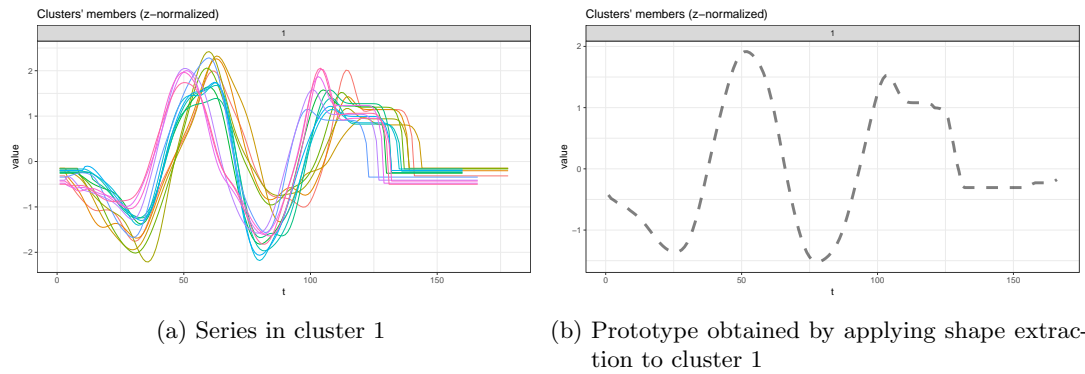 Clusters' members (z-normalized)
1
2
1
0
−1
−2
value
0
50
100
150
t
(a) Series in cluster 1
Clusters' members (z-normalized)
1
2
1
0
−1
value
0
50
100
150
t
(b) Prototype obtained by applying shape extrac-
tion to cluster 1